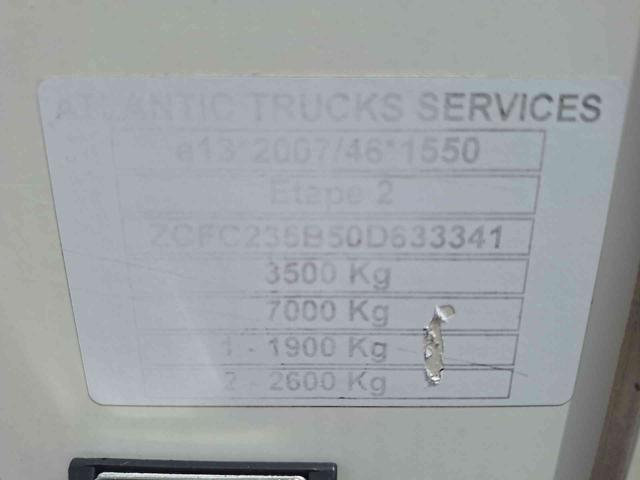 ATLANTIC TRUCKS SERVICES
e13*2007/46*1550
Etape 2
ZCFC235B50D633341
3500 Kg
7000 Kg
1 - 1900 Kg
2 - 2600 Kg